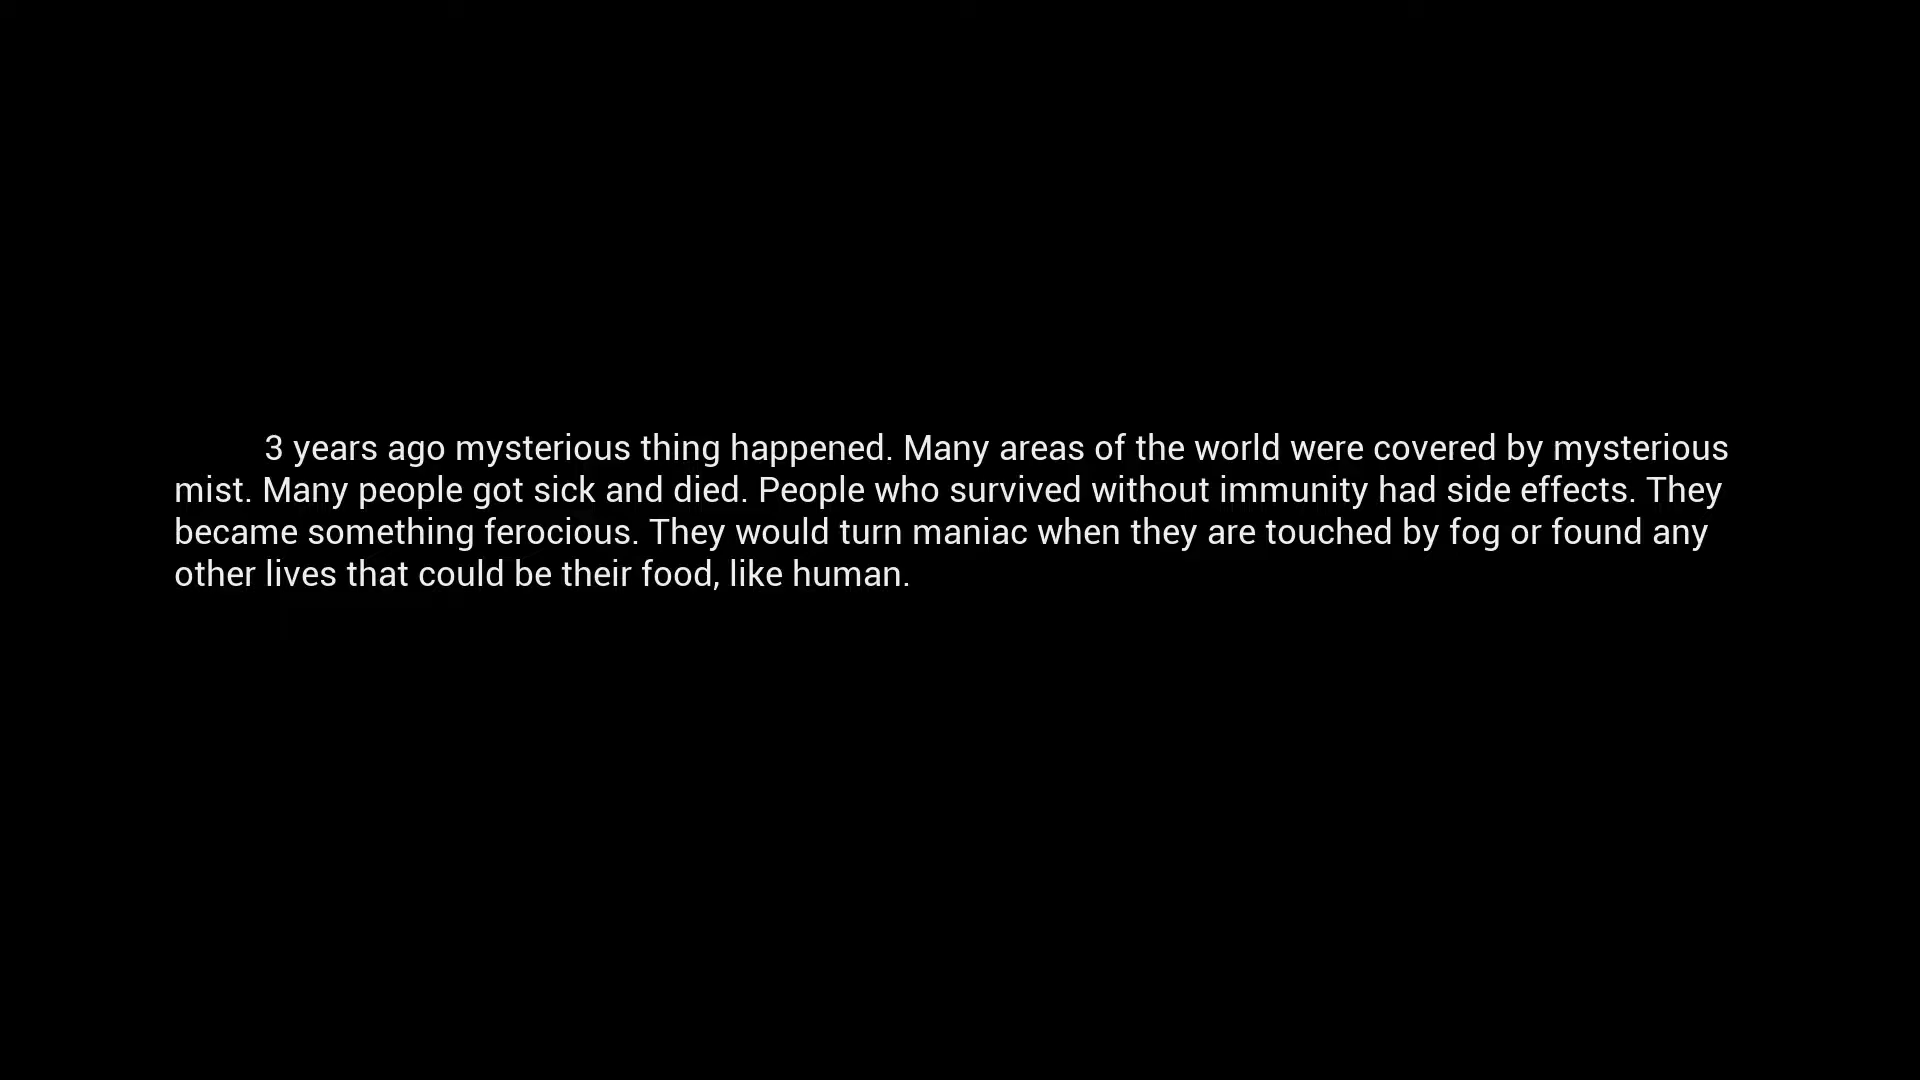 3 years ago mysterious thing happened. Many areas of the world were covered by mysterious
mist. Many people got sick and died. People who survived without immunity had side effects. They
became something ferocious. They would turn maniac when they are touched by fog or found any
other lives that could be their food, like human.